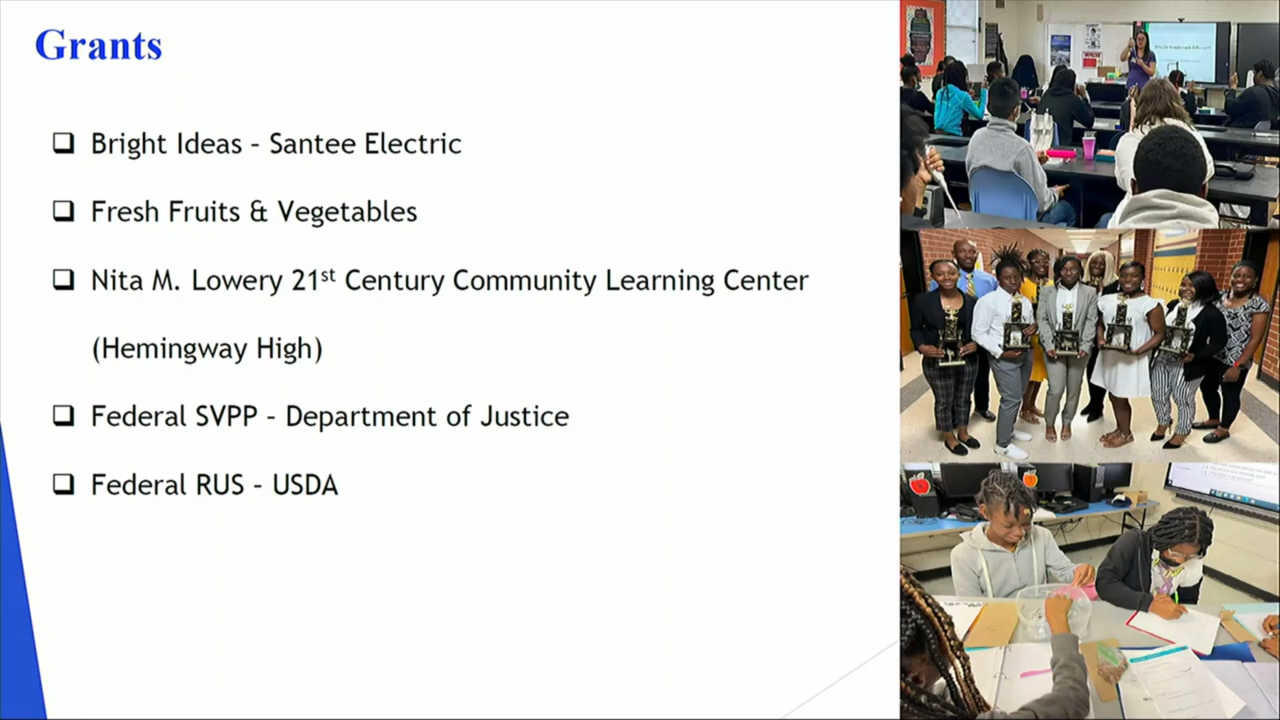 Grants
Bright Ideas - Santee Electric
Fresh Fruits & Vegetables
Nita M. Lowery 21st Century Community Learning Center
(Hemingway High)
Federal SVPP - Department of Justice
Federal RUS - USDA